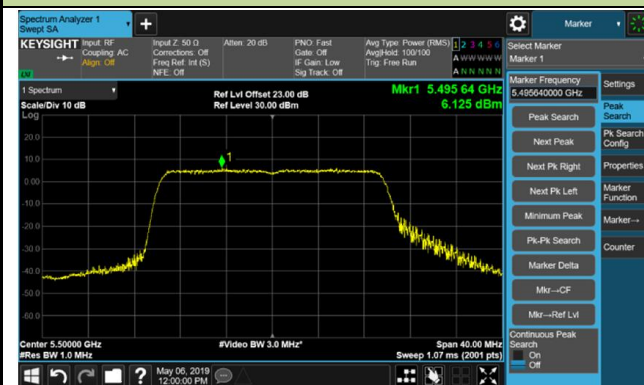 Spectrum Analyzer 1
Swept SA
+
Marker
KEYSIGHT
Input: RF
Coupling: AC
Align: Off
Input Z: 50 Ω
Corrections: Off
Freq Ref: Int (S)
NFE: Off
Atten: 20 dB
PNO: Fast
Gate: Off
IF Gain: Low
Sig Track: Off
Avg Type: Power (RMS)
Avg|Hold: 100/100
Trig: Free Run
1 2 3 4 5 6
A W W W W W
A N N N N N
Select Marker
Marker 1
1 Spectrum
Scale/Div 10 dB
Log
Ref Lvl Offset 23.00 dB
Ref Level 30.00 dBm
Mkr1 5.495 64 GHz
6.125 dBm
20.0
10.0
0.00
-10.0
-20.0
-30.0
-40.0
-50.0
-60.0
1
Center 5.50000 GHz
#Res BW 1.0 MHz
#Video BW 3.0 MHz*
Span 40.00 MHz
Sweep 1.07 ms (2001 pts)
Marker Frequency
5.495640000 GHz
Peak Search
Next Peak
Next Pk Right
Next Pk Left
Minimum Peak
Pk-Pk Search
Marker Delta
Mkr→CF
Mkr→Ref Lvl
Continuous Peak
Search
On
Off
Settings
Peak
Search
Pk Search
Config
Properties
Marker
Function
Marker→
Counter
?
May 06, 2019
12:00:00 PM